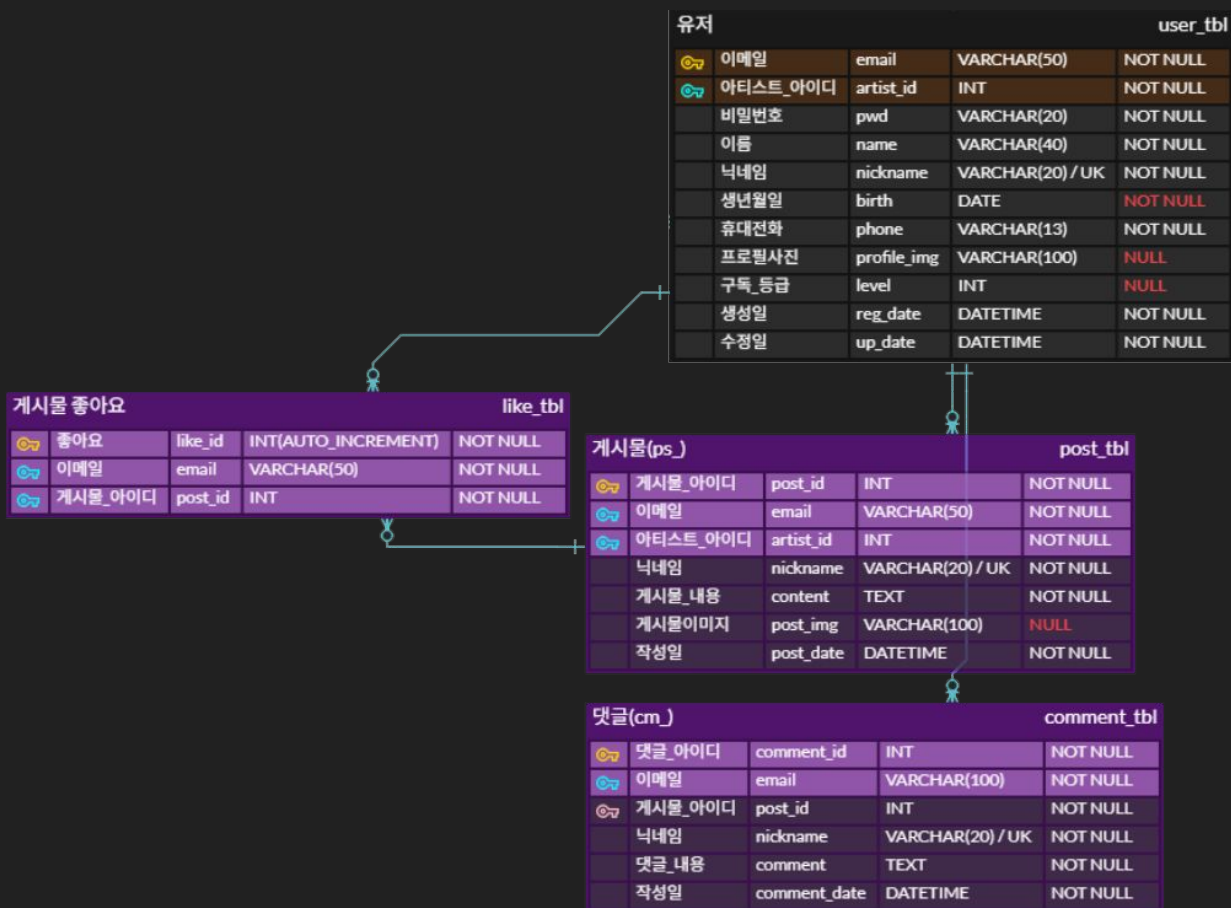 유저 user_tbl
이메일 email VARCHAR(50) NOT NULL
아티스트_아이디 artist_id INT NOT NULL
비밀번호 pwd VARCHAR(20) NOT NULL
이름 name VARCHAR(40) NOT NULL
닉네임 nickname VARCHAR(20) / UK NOT NULL
생년월일 birth DATE NOT NULL
휴대전화 phone VARCHAR(13) NOT NULL
프로필사진 profile_img VARCHAR(100) NULL
구독_등급 level INT NULL
생성일 reg_date DATETIME NOT NULL
수정일 up_date DATETIME NOT NULL
게시물 좋아요 like_tbl
좋아요 like_id INT(AUTO_INCREMENT) NOT NULL
이메일 email VARCHAR(50) NOT NULL
게시물_아이디 post_id INT NOT NULL
게시물(ps_) post_tbl
게시물_아이디 post_id INT NOT NULL
이메일 email VARCHAR(50) NOT NULL
아티스트_아이디 artist_id INT NOT NULL
닉네임 nickname VARCHAR(20) / UK NOT NULL
게시물_내용 content TEXT NOT NULL
게시물이미지 post_img VARCHAR(100) NULL
작성일 post_date DATETIME NOT NULL
댓글(cm_) comment_tbl
댓글_아이디 comment_id INT NOT NULL
이메일 email VARCHAR(100) NOT NULL
게시물_아이디 post_id INT NOT NULL
닉네임 nickname VARCHAR(20) / UK NOT NULL
댓글_내용 comment TEXT NOT NULL
작성일 comment_date DATETIME NOT NULL